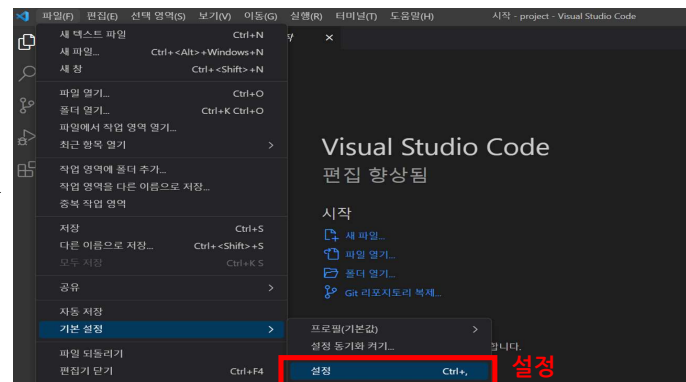 파일(F) 편집(E) 선택 영역(S) 보기(V) 이동(G) 실행(R) 터미널(T) 도움말(H) 시작 - project - Visual Studio Code
새 텍스트 파일 Ctrl+N
새 파일... Ctrl+<Alt>+Windows+N
새 창 Ctrl+<Shift>+N
파일 열기... Ctrl+O
폴더 열기... Ctrl+K Ctrl+O
파일에서 작업 영역 열기...
최근 항목 열기 >
작업 영역에 폴더 추가...
작업 영역을 다른 이름으로 저장...
중복 작업 영역
저장 Ctrl+S
다른 이름으로 저장... Ctrl+<Shift>+S
모두 저장 Ctrl+K S
공유 >
자동 저장
기본 설정 >
파일 되돌리기
편집기 닫기 Ctrl+F4
Visual Studio Code
편집 향상됨
시작
새 파일...
파일 열기...
폴더 열기...
Git 리포지토리 복제...
프로필(기본값) >
설정 동기화 켜기...
설정 Ctrl+,
설정